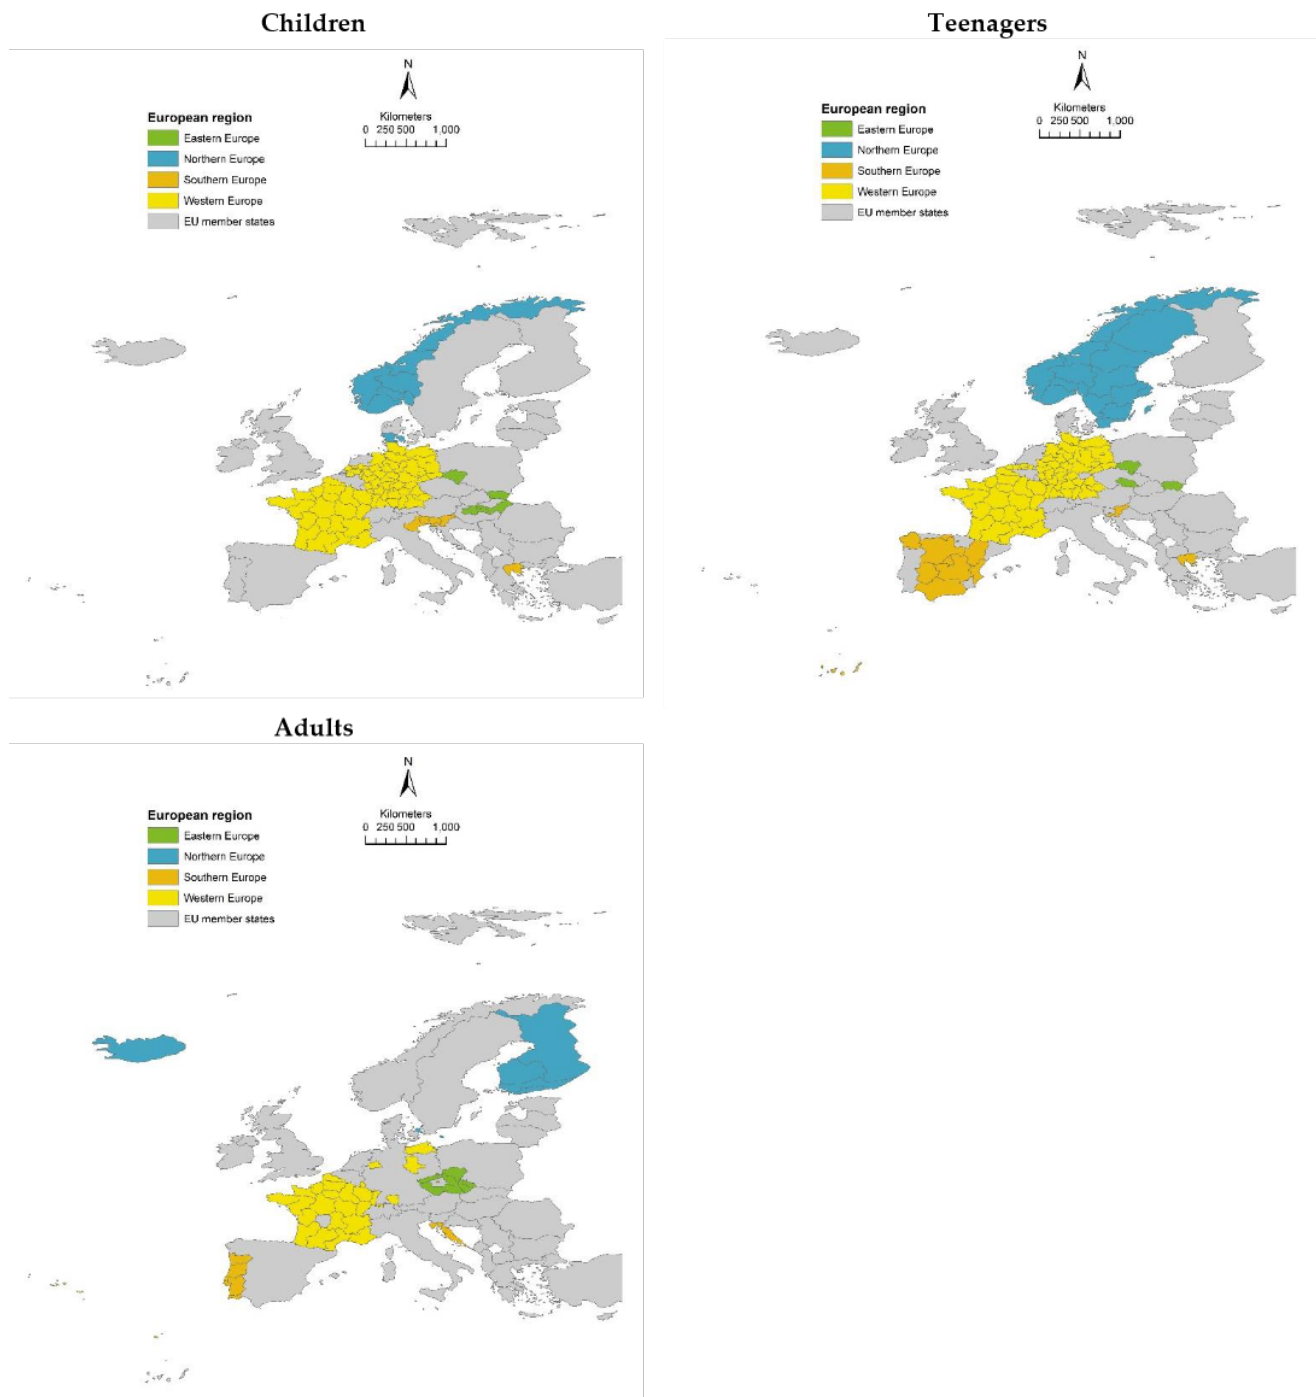 Children
N
Kilometers
0 250 500 1,000
European region
Eastern Europe
Northern Europe
Southern Europe
Western Europe
EU member states
Teenagers
N
Kilometers
0 250 500 1,000
European region
Eastern Europe
Northern Europe
Southern Europe
Western Europe
EU member states
Adults
N
Kilometers
0 250 500 1,000
European region
Eastern Europe
Northern Europe
Southern Europe
Western Europe
EU member states